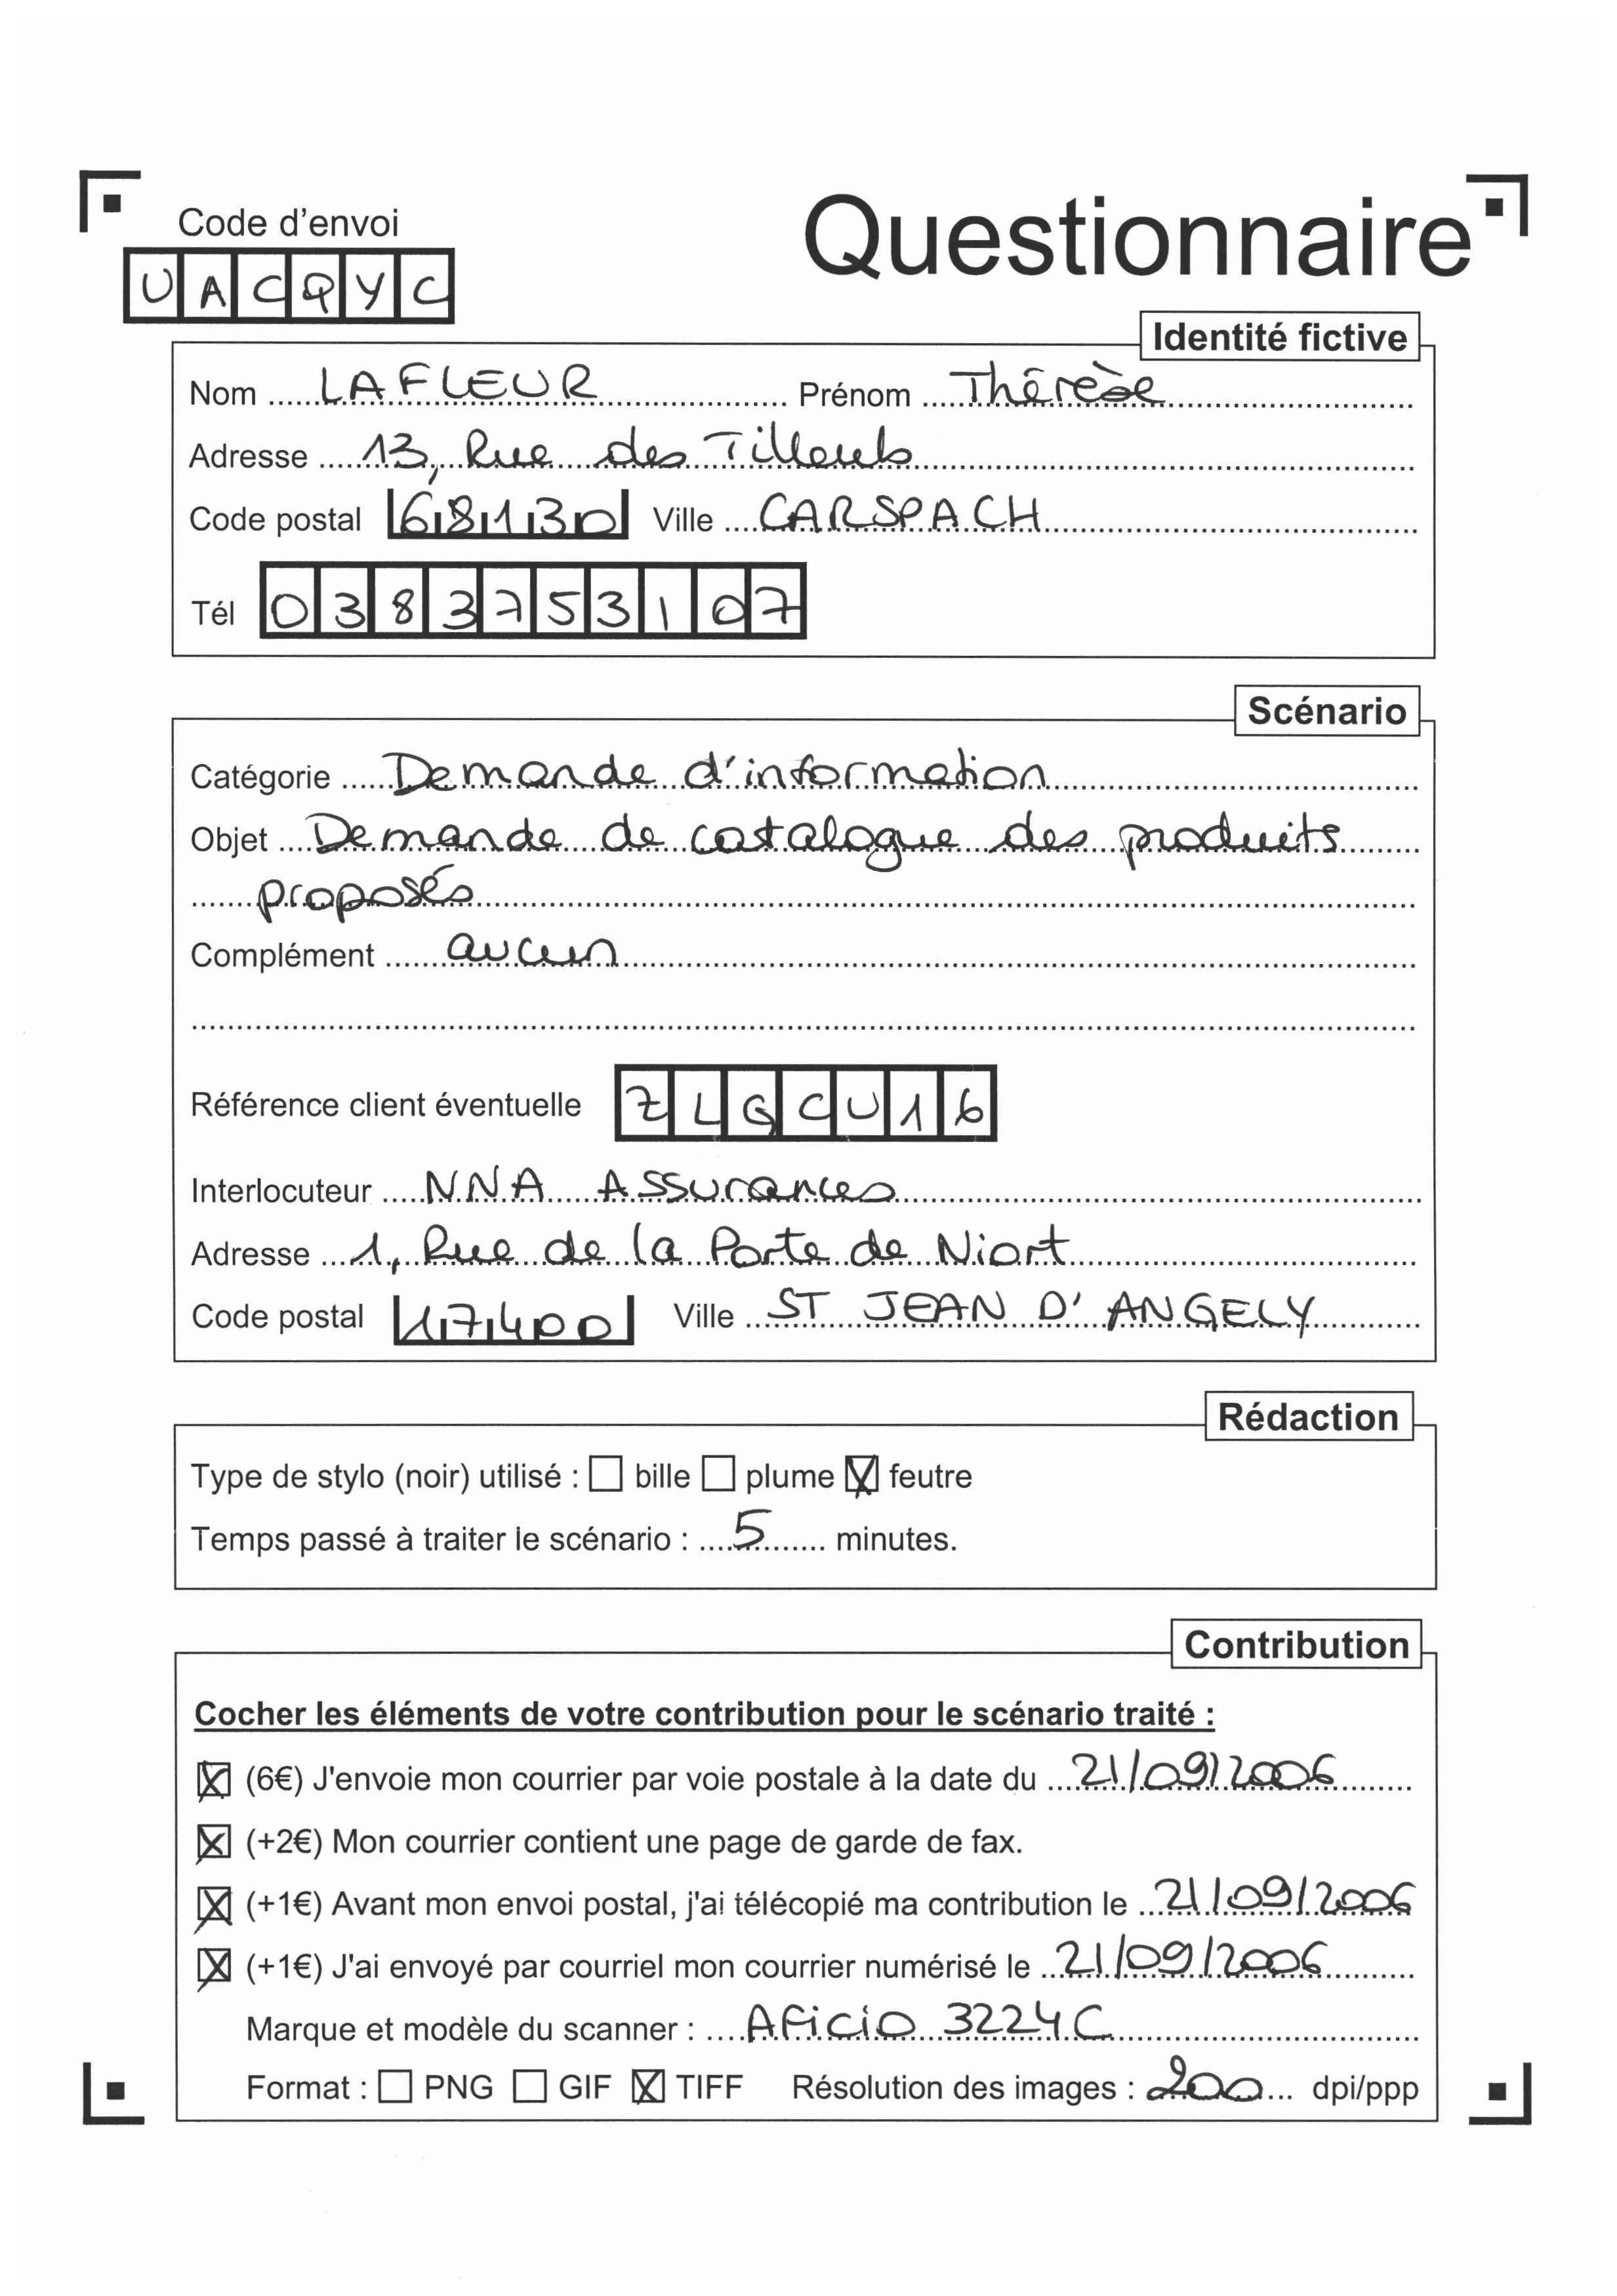 Code d'envoi
Questionnaire
UACQYC
Identité fictive
Nom LAFLEUR Prénom Thérèse
Adresse 13, Rue des Tilleuls
Code postal 68130 Ville CARSPACH
Tél 0383753107
Scénario
Catégorie Demande d'information
Objet Demande de catalogue des produits
proposés
Complément aucun
Référence client éventuelle ZLGCU16
Interlocuteur NNA Assurances
Adresse 1, Rue de la Porte de Niort
Code postal 17400 Ville ST JEAN D'ANGELY
Rédaction
Type de stylo (noir) utilisé : ☐ bille ☐ plume ☒ feutre
Temps passé à traiter le scénario : 5 minutes.
Contribution
Cocher les éléments de votre contribution pour le scénario traité :
☒ (6€) J'envoie mon courrier par voie postale à la date du 21/09/2006
☒ (+2€) Mon courrier contient une page de garde de fax.
☒ (+1€) Avant mon envoi postal, j'ai télécopié ma contribution le 21/09/2006
☒ (+1€) J'ai envoyé par courriel mon courrier numérisé le 21/09/2006
Marque et modèle du scanner : Aficio 3224C
Format : ☐ PNG ☐ GIF ☒ TIFF Résolution des images : 200 dpi/ppp